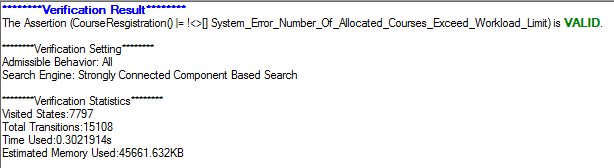 ********Verification Result********
The Assertion (CourseResgistration() |= !<>[] System_Error_Number_Of_Allocated_Courses_Exceed_Workload_Limit) is VALID.
********Verification Setting********
Admissible Behavior: All
Search Engine: Strongly Connected Component Based Search
********Verification Statistics********
Visited States:7797
Total Transitions:15108
Time Used:0.3021914s
Estimated Memory Used:45661.632KB